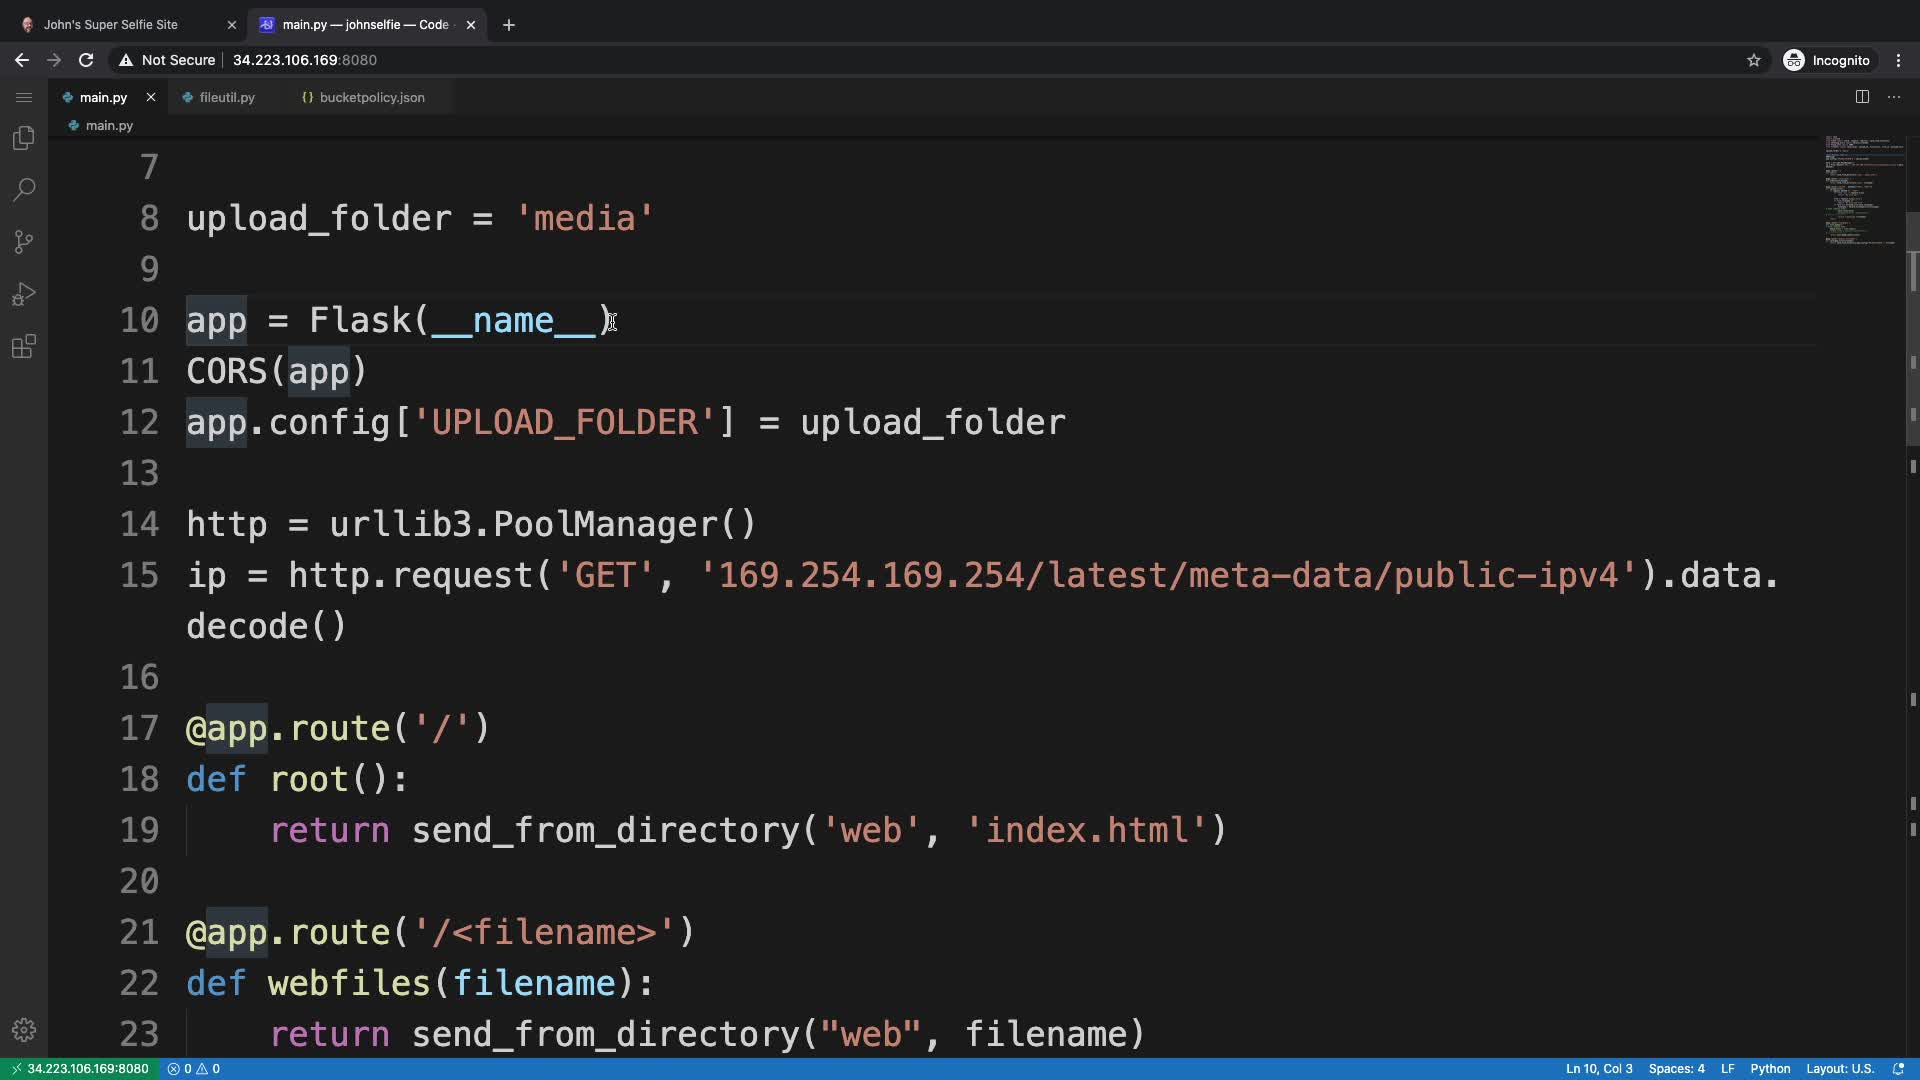 John's Super Selfie Site
main.py — johnselfie — Code -
Not Secure
34.223.106.169:8080
Incognito
main.py
fileutil.py
bucketpolicy.json
main.py
7
8 upload_folder = 'media'
9
10 app = Flask(__name__)
11 CORS(app)
12 app.config['UPLOAD_FOLDER'] = upload_folder
13
14 http = urllib3.PoolManager()
15 ip = http.request('GET', '169.254.169.254/latest/meta-data/public-ipv4').data.
decode()
16
17 @app.route('/')
18 def root():
19 return send_from_directory('web', 'index.html')
20
21 @app.route('/<filename>')
22 def webfiles(filename):
23 return send_from_directory("web", filename)
34.223.106.169:8080
0 0
Ln 10, Col 3
Spaces: 4
LF
Python
Layout: U.S.